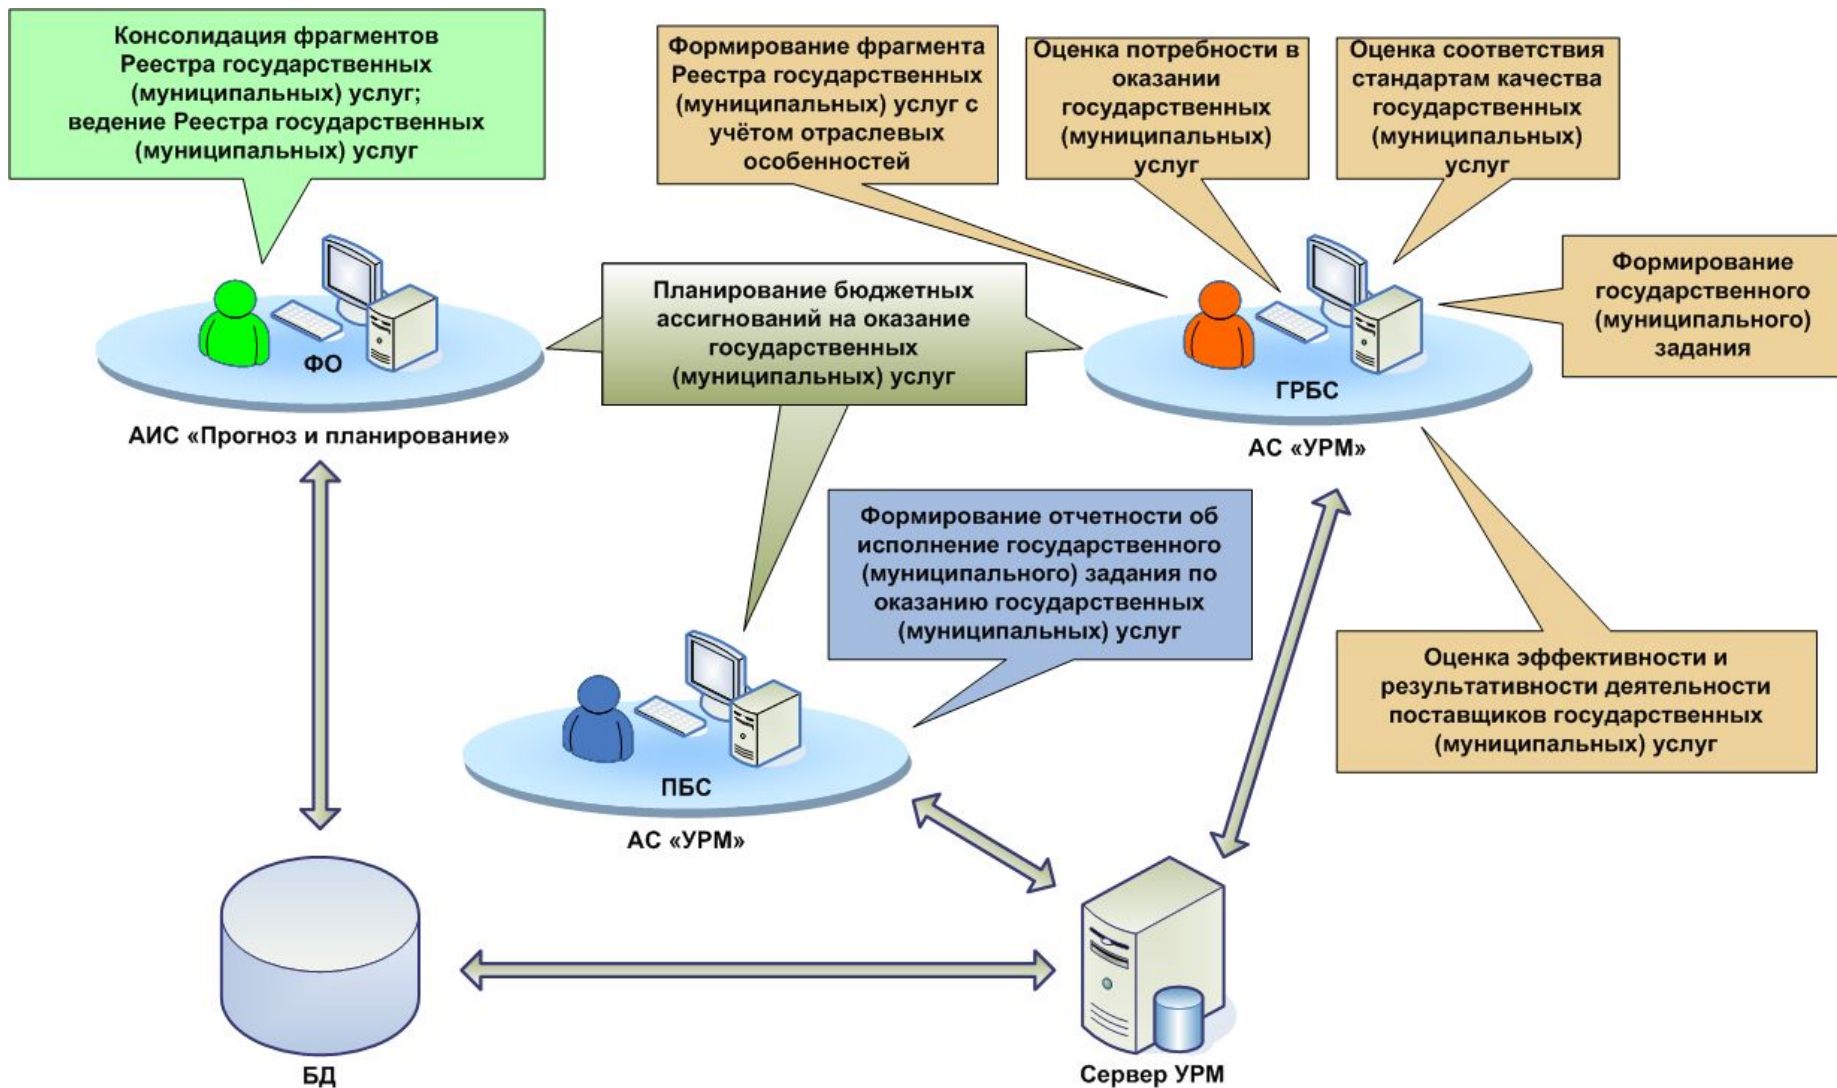 Консолидация фрагментов
Реестра государственных
(муниципальных) услуг;
ведение Реестра государственных
(муниципальных) услуг
Формирование фрагмента
Реестра государственных
(муниципальных) услуг с
учётом отраслевых
особенностей
Оценка потребности в
оказании
государственных
(муниципальных)
услуг
Оценка соответствия
стандартам качества
государственных
(муниципальных)
услуг
Формирование
государственного
(муниципального)
задания
Планирование бюджетных
ассигнований на оказание
государственных
(муниципальных) услуг
ФО
АИС «Прогноз и планирование»
ГРБС
АС «УРМ»
Формирование отчетности об
исполнение государственного
(муниципального) задания по
оказанию государственных
(муниципальных) услуг
Оценка эффективности и
результативности деятельности
поставщиков государственных
(муниципальных) услуг
ПБС
АС «УРМ»
БД
Сервер УРМ